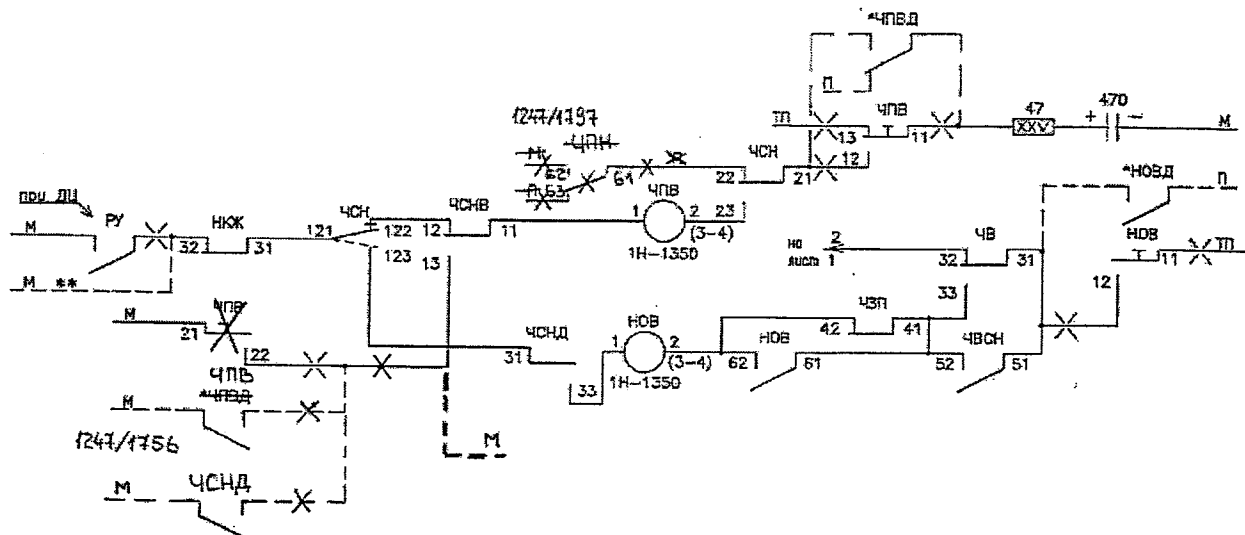 *ЧПВД
П
1247/1797
ЧПН
ТП
13
ЧПВ
11
47
XXV
470
+
−
М
М
62
61
П
63
22
ЧСН
21
12
*НОВД
П
при ДЦ
РУ
М
32
НКЖ
31
121
ЧСН
122
123
12
ЧСНВ
11
13
1
ЧПВ
2
23
(3-4)
1Н-1350
на
лист
2
1
32
ЧВ
31
33
НОВ
11
ТП
12
М **
М
21
ЧПВ
22
ЧПВ
*ЧПВД
М
1247/1756
ЧСНД
М
М
ЧСНД
31
33
1
НОВ
2
(3-4)
1Н-1350
42
ЧЗП
41
62
НОВ
61
52
ЧВСН
51